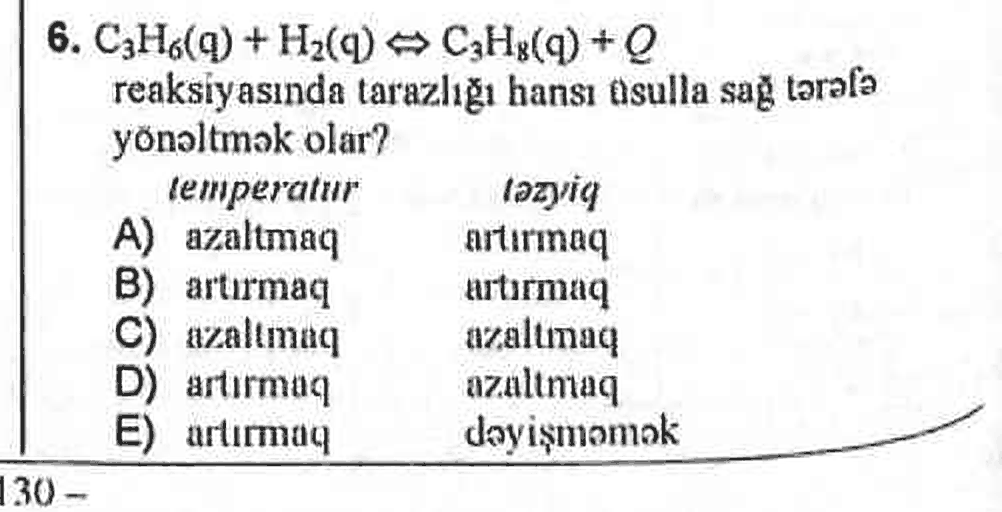 6. C₃H₆(q) + H₂(q) ⇔ C₃H₈(q) + Q
reaksiyasında tarazlığı hansı üsulla sağ tərəfə
yönəltmək olar?
temperatur təzyiq
A) azaltmaq artırmaq
B) artırmaq artırmaq
C) azaltmaq azaltmaq
D) artırmaq azaltmaq
E) artırmaq dəyişməmək
130 –